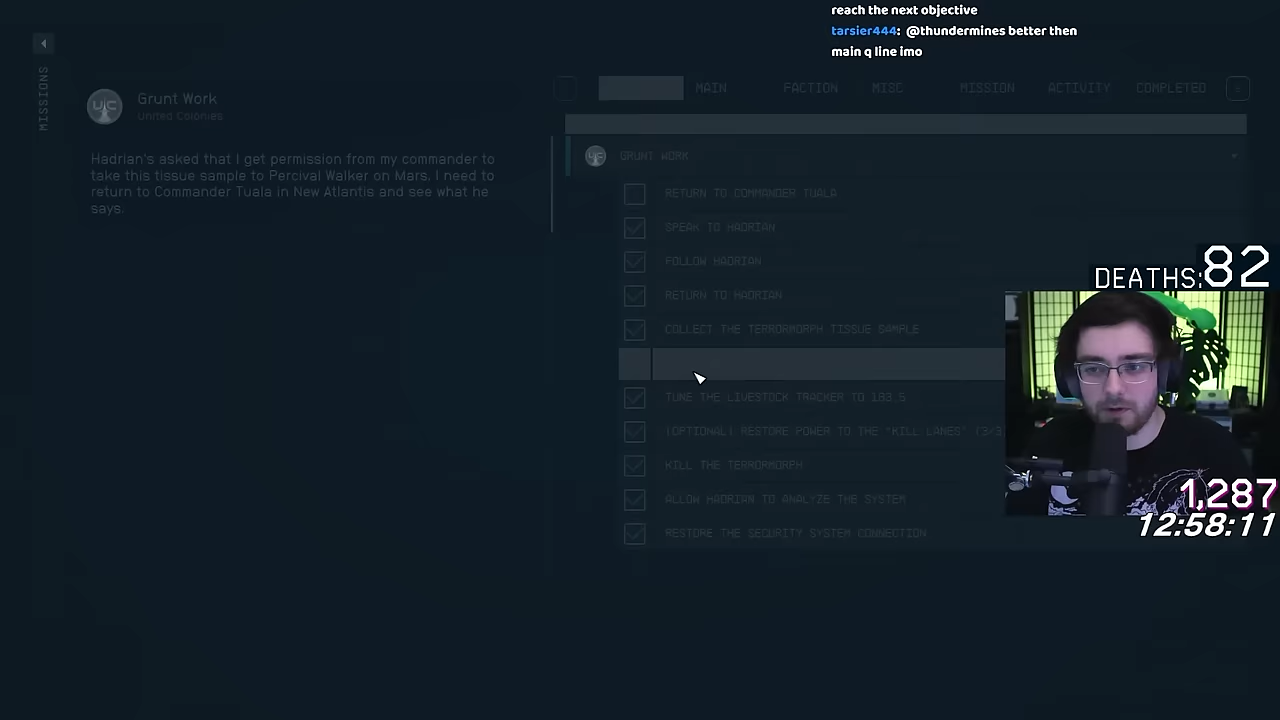 reach the next objective
tarsier444: @thundermines better then
main q line imo
MISSIONS
UC
Grunt Work
United Colonies
Hadrian's asked that I get permission from my commander to
take this tissue sample to Percival Walker on Mars. I need to
return to Commander Tuala in New Atlantis and see what he
says.
MAIN
FACTION
MISC
MISSION
ACTIVITY
COMPLETED
UC
GRUNT WORK
RETURN TO COMMANDER TUALA
SPEAK TO HADRIAN
FOLLOW HADRIAN
RETURN TO HADRIAN
COLLECT THE TERRORMORPH TISSUE SAMPLE
TUNE THE LIVESTOCK TRACKER TO 183.5
(OPTIONAL) RESTORE POWER TO THE "KILL LANES" (3/3
KILL THE TERRORMORPH
ALLOW HADRIAN TO ANALYZE THE SYSTEM
RESTORE THE SECURITY SYSTEM CONNECTION
DEATHS:82
1,287
12:58:11